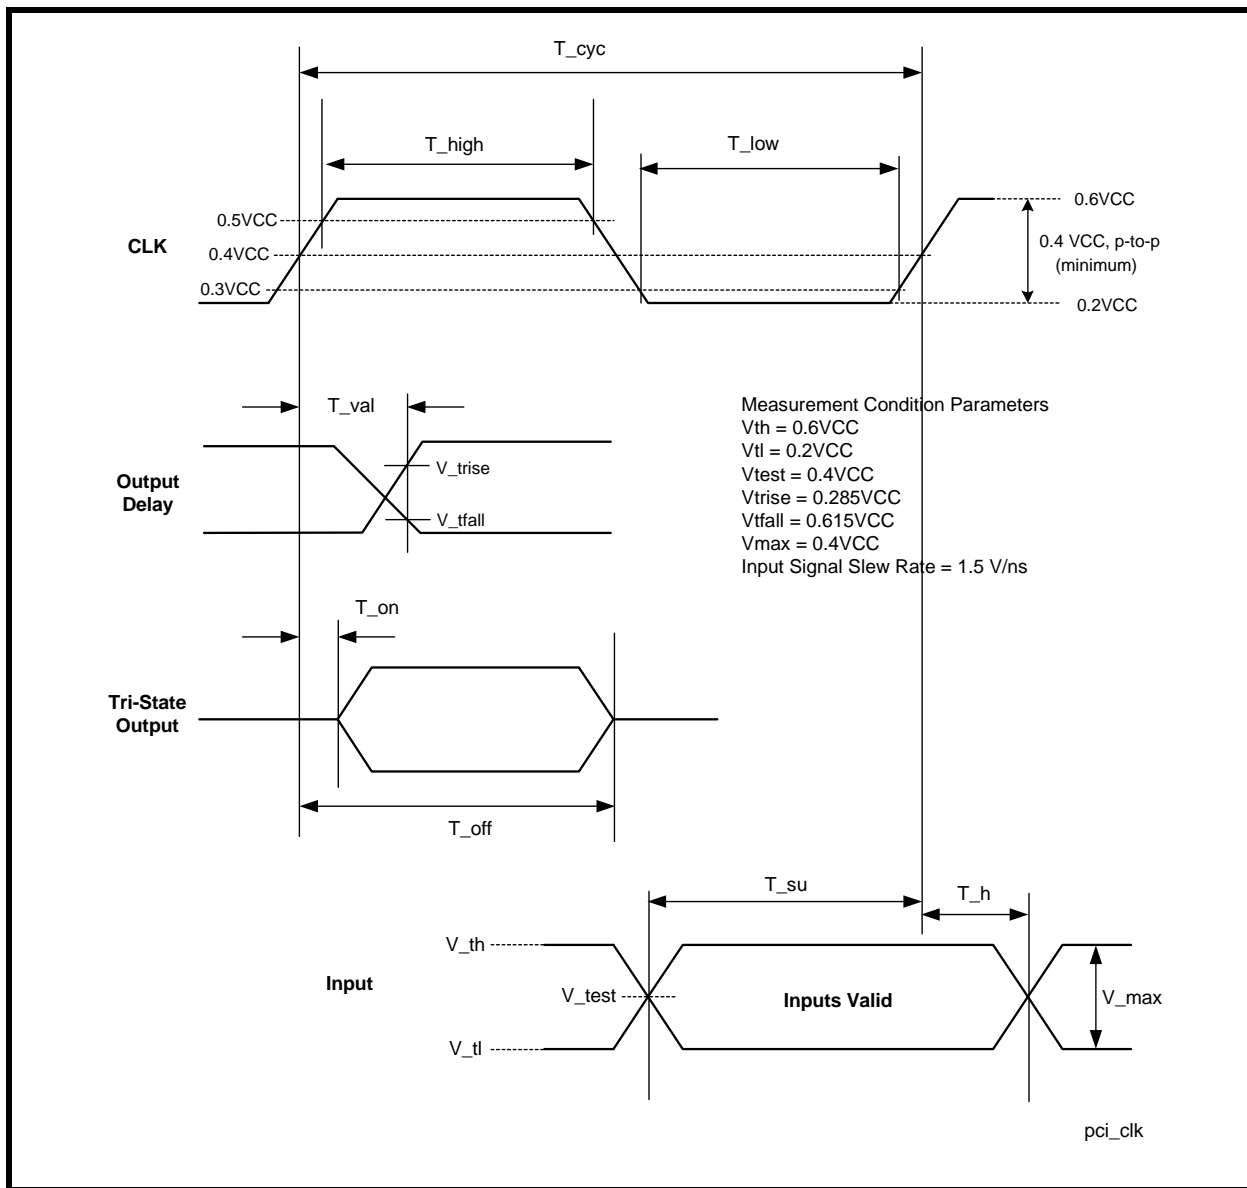 T_cyc
T_high
T_low
0.5VCC
0.6VCC
CLK
0.4VCC
0.4 VCC, p-to-p
(minimum)
0.3VCC
0.2VCC
T_val
Measurement Condition Parameters
Vth = 0.6VCC
Vtl = 0.2VCC
Vtest = 0.4VCC
Vtrise = 0.285VCC
Vtfall = 0.615VCC
Vmax = 0.4VCC
Input Signal Slew Rate = 1.5 V/ns
V_trise
Output
Delay
V_tfall
T_on
Tri-State
Output
T_off
T_su
T_h
V_th
Input
V_test
Inputs Valid
V_max
V_tl
pci_clk